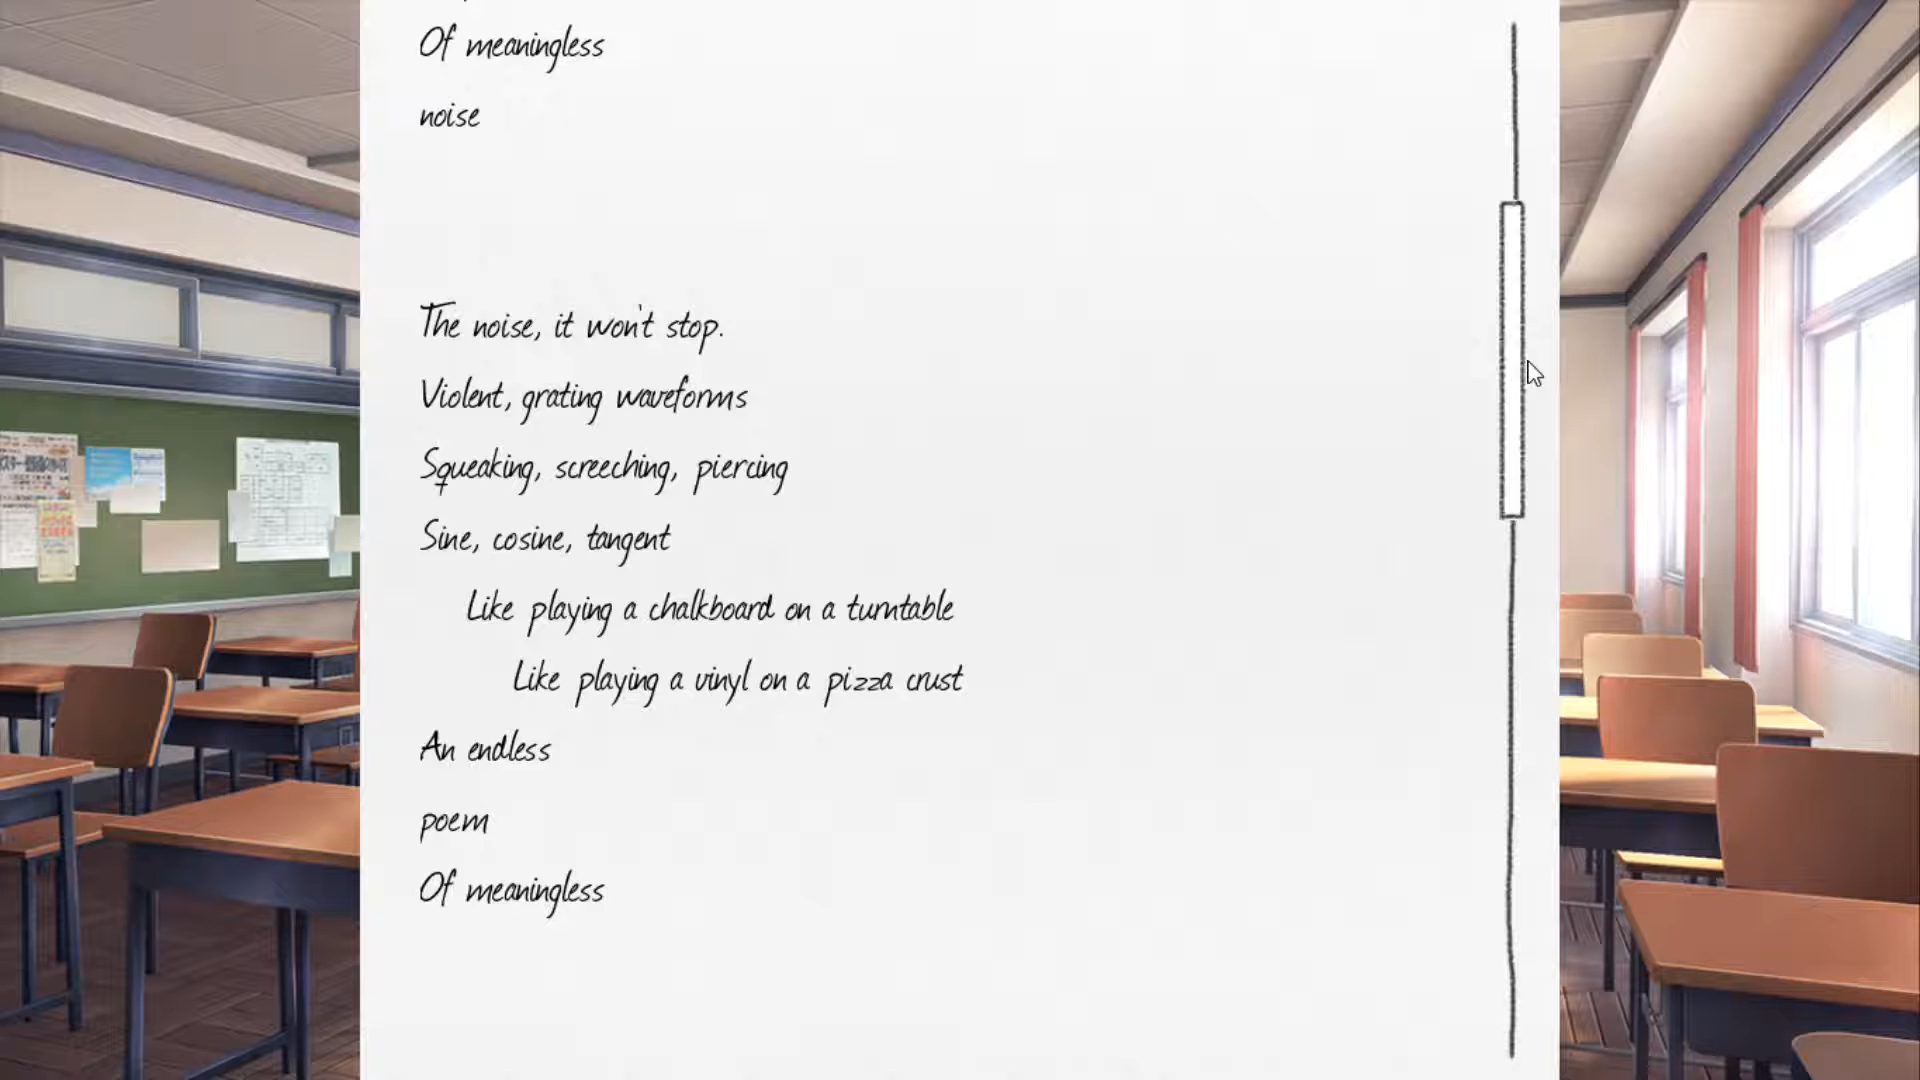 Of meaningless
noise
The noise, it won't stop.
Violent, grating waveforms
Squeaking, screeching, piercing
Sine, cosine, tangent
Like playing a chalkboard on a turntable
Like playing a vinyl on a pizza crust
An endless
poem
Of meaningless